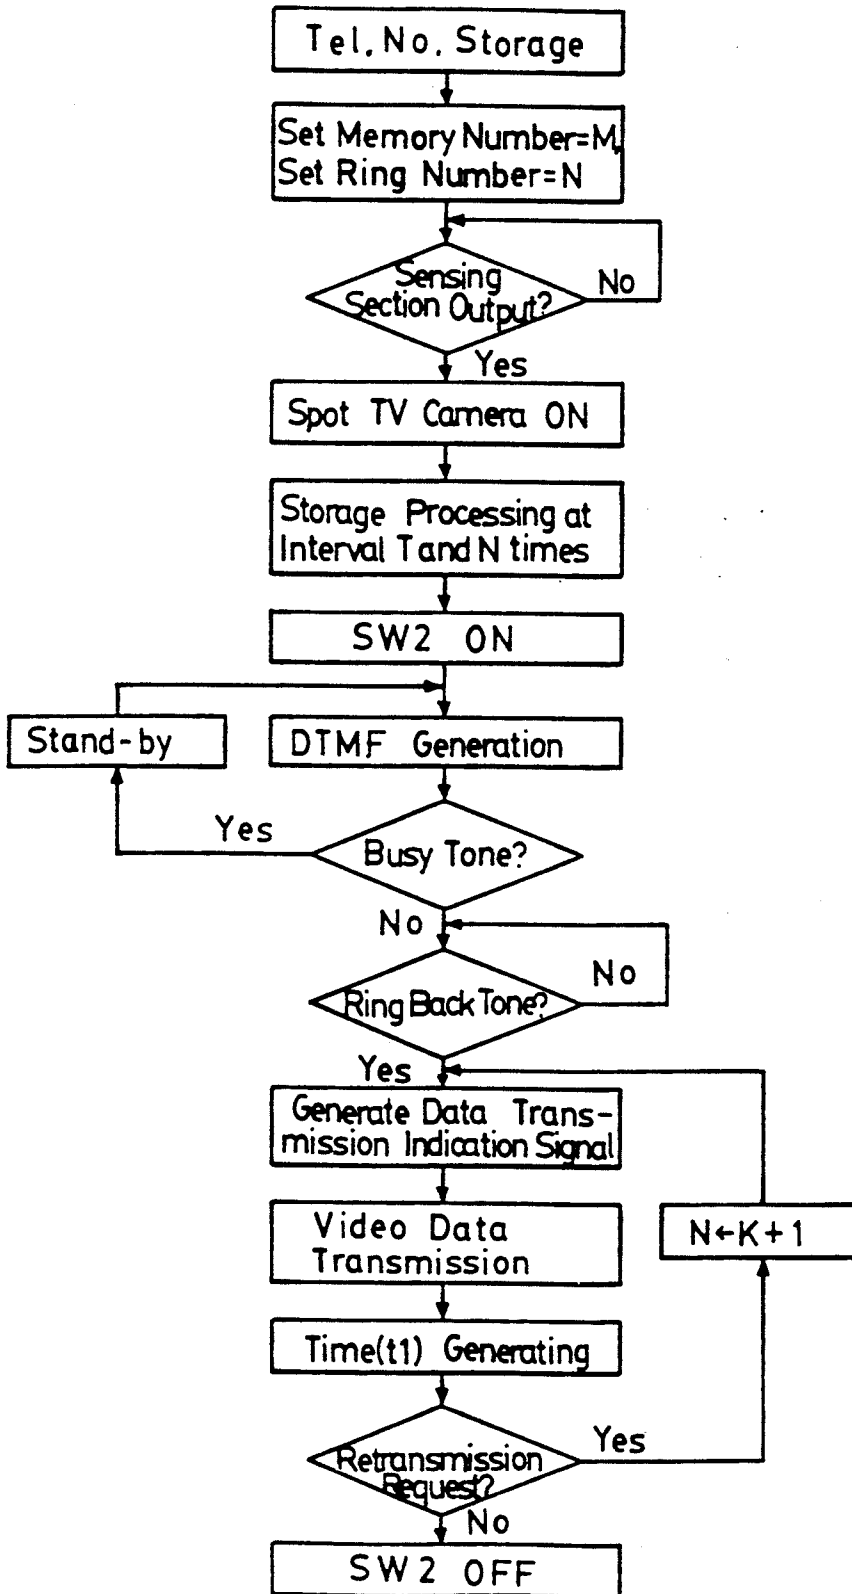 Tel. No. Storage
Set Memory Number=M,
Set Ring Number=N
Sensing
Section Output?
No
Yes
Spot TV Camera ON
Storage Processing at
Interval T and N times
SW2 ON
Stand-by
DTMF Generation
Yes
Busy Tone?
No
No
Ring Back Tone?
Yes
Generate Data Trans-
mission Indication Signal
Video Data
Transmission
N←K+1
Time(t1) Generating
Yes
Retransmission
Request?
No
SW2 OFF